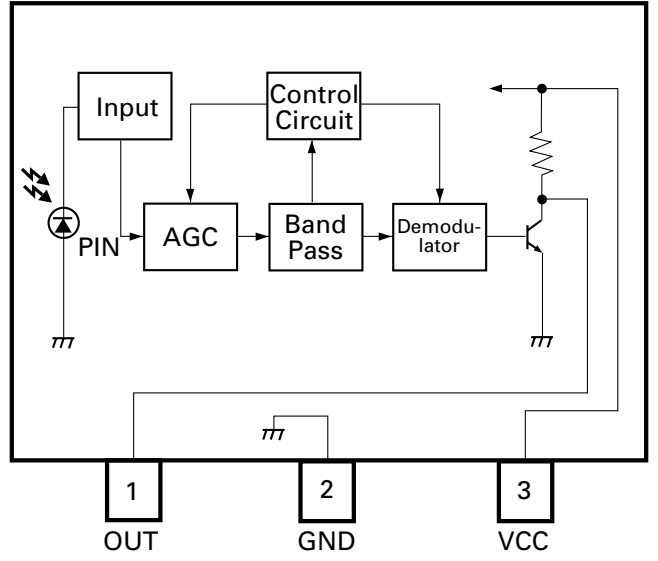 Input
Control
Circuit
PIN
AGC
Band
Pass
Demodu-
lator
1
2
3
OUT
GND
VCC